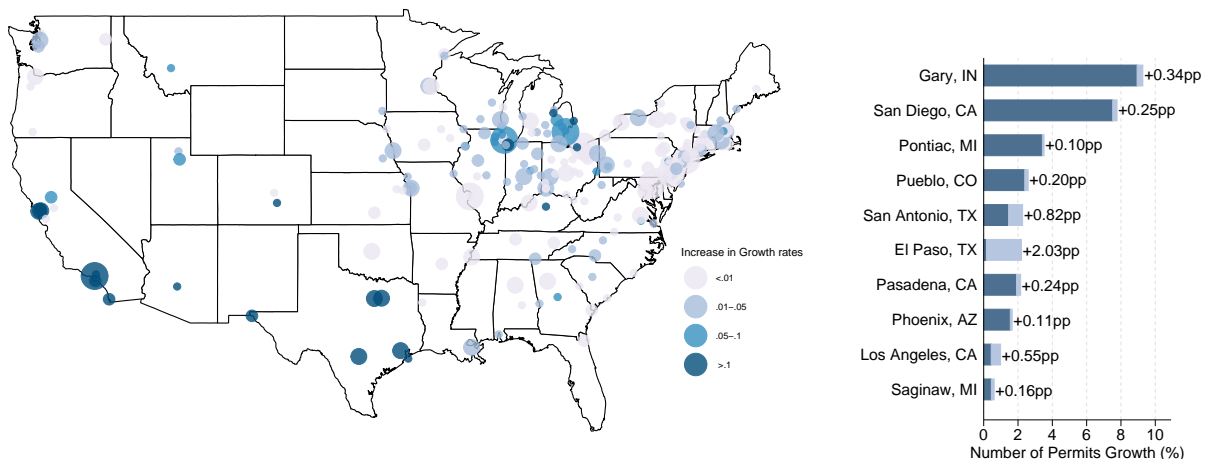 Increase in Growth rates
<.01
.01–.05
.05–.1
>.1
Gary, IN +0.34pp
San Diego, CA +0.25pp
Pontiac, MI +0.10pp
Pueblo, CO +0.20pp
San Antonio, TX +0.82pp
El Paso, TX +2.03pp
Pasadena, CA +0.24pp
Phoenix, AZ +0.11pp
Los Angeles, CA +0.55pp
Saginaw, MI +0.16pp
0 2 4 6 8 10
Number of Permits Growth (%)